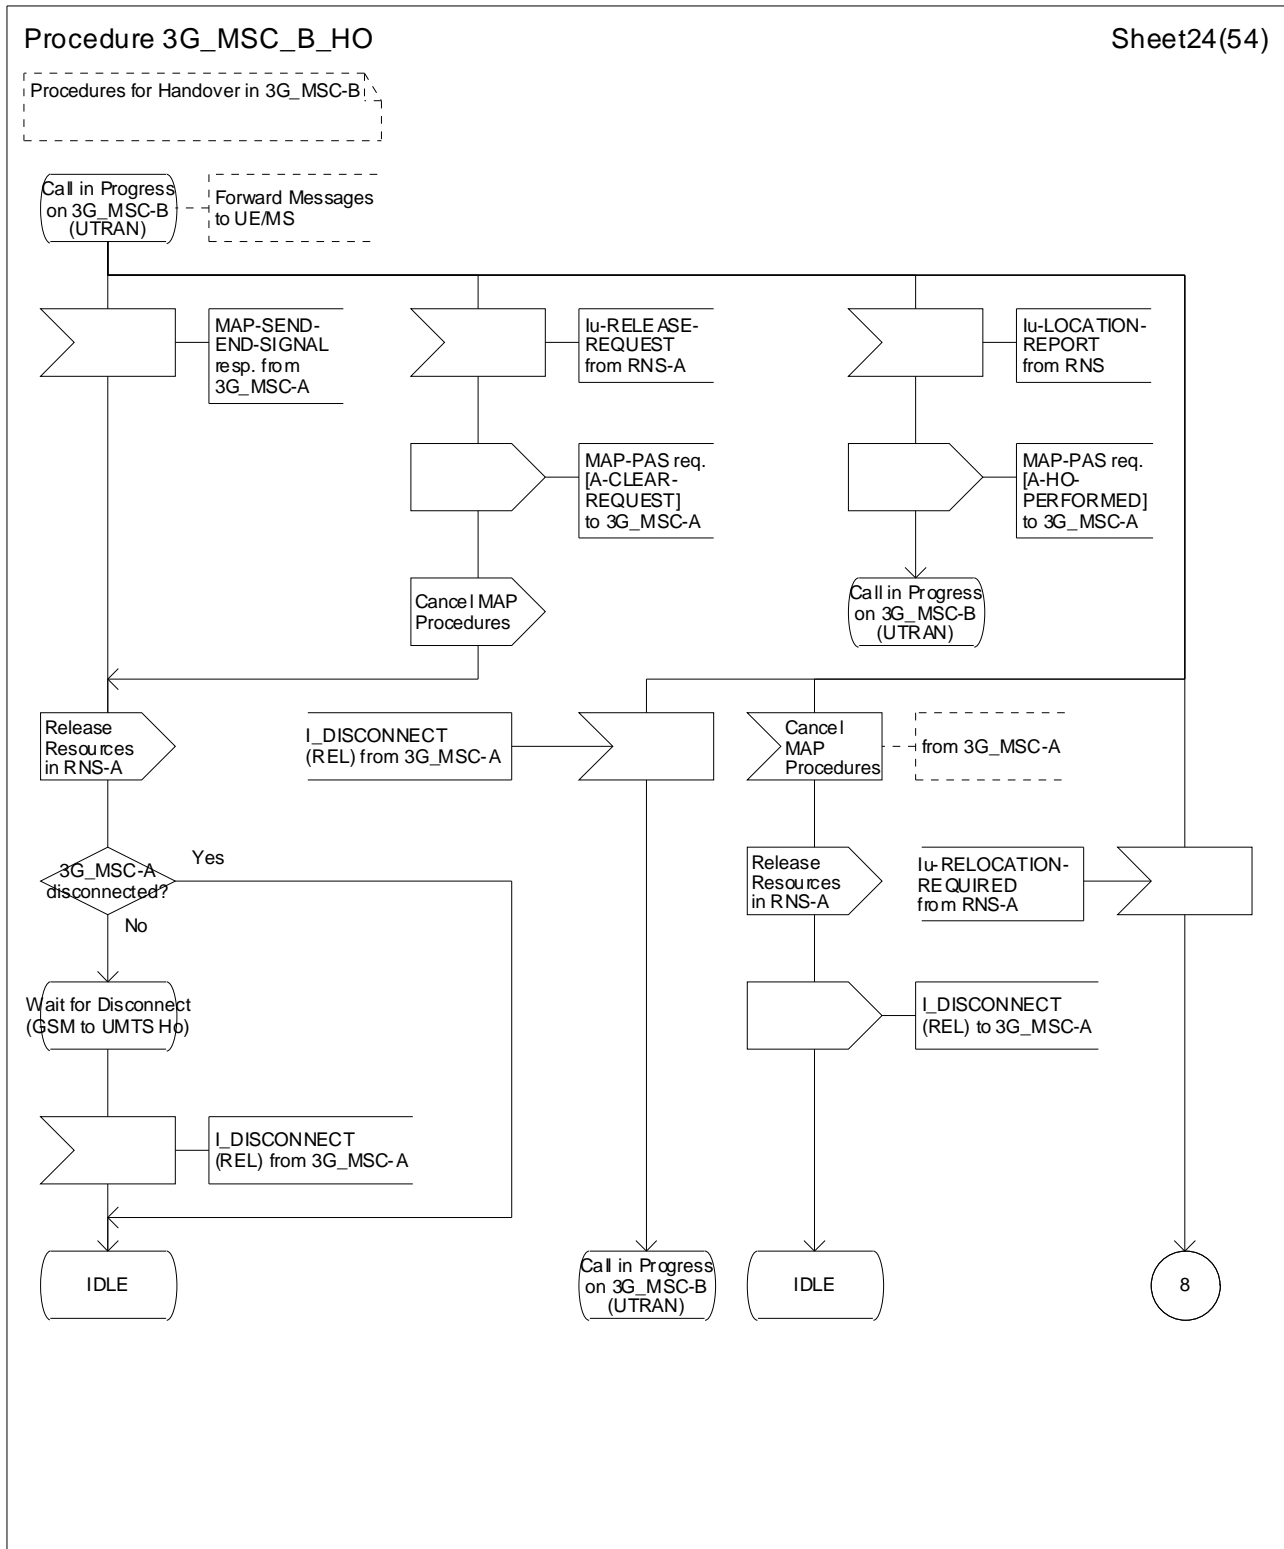 Procedure 3G_MSC_B_HO
Sheet24(54)
Procedures for Handover in 3G_MSC-B
Call in Progress
on 3G_MSC-B
(UTRAN)
Forward Messages
to UE/MS
MAP-SEND-
END-SIGNAL
resp. from
3G_MSC-A
Iu-RELEASE-
REQUEST
from RNS-A
Iu-LOCATION-
REPORT
from RNS
MAP-PAS req.
[A-CLEAR-
REQUEST]
to 3G_MSC-A
MAP-PAS req.
[A-HO-
PERFORMED]
to 3G_MSC-A
Cancel MAP
Procedures
Call in Progress
on 3G_MSC-B
(UTRAN)
Release
Resources
in RNS-A
I_DISCONNECT
(REL) from 3G_MSC-A
Cancel
MAP
Procedures
from 3G_MSC-A
3G_MSC-A
disconnected?
Yes
No
Release
Resources
in RNS-A
Iu-RELOCATION-
REQUIRED
from RNS-A
Wait for Disconnect
(GSM to UMTS Ho)
I_DISCONNECT
(REL) to 3G_MSC-A
I_DISCONNECT
(REL) from 3G_MSC-A
IDLE
Call in Progress
on 3G_MSC-B
(UTRAN)
IDLE
8